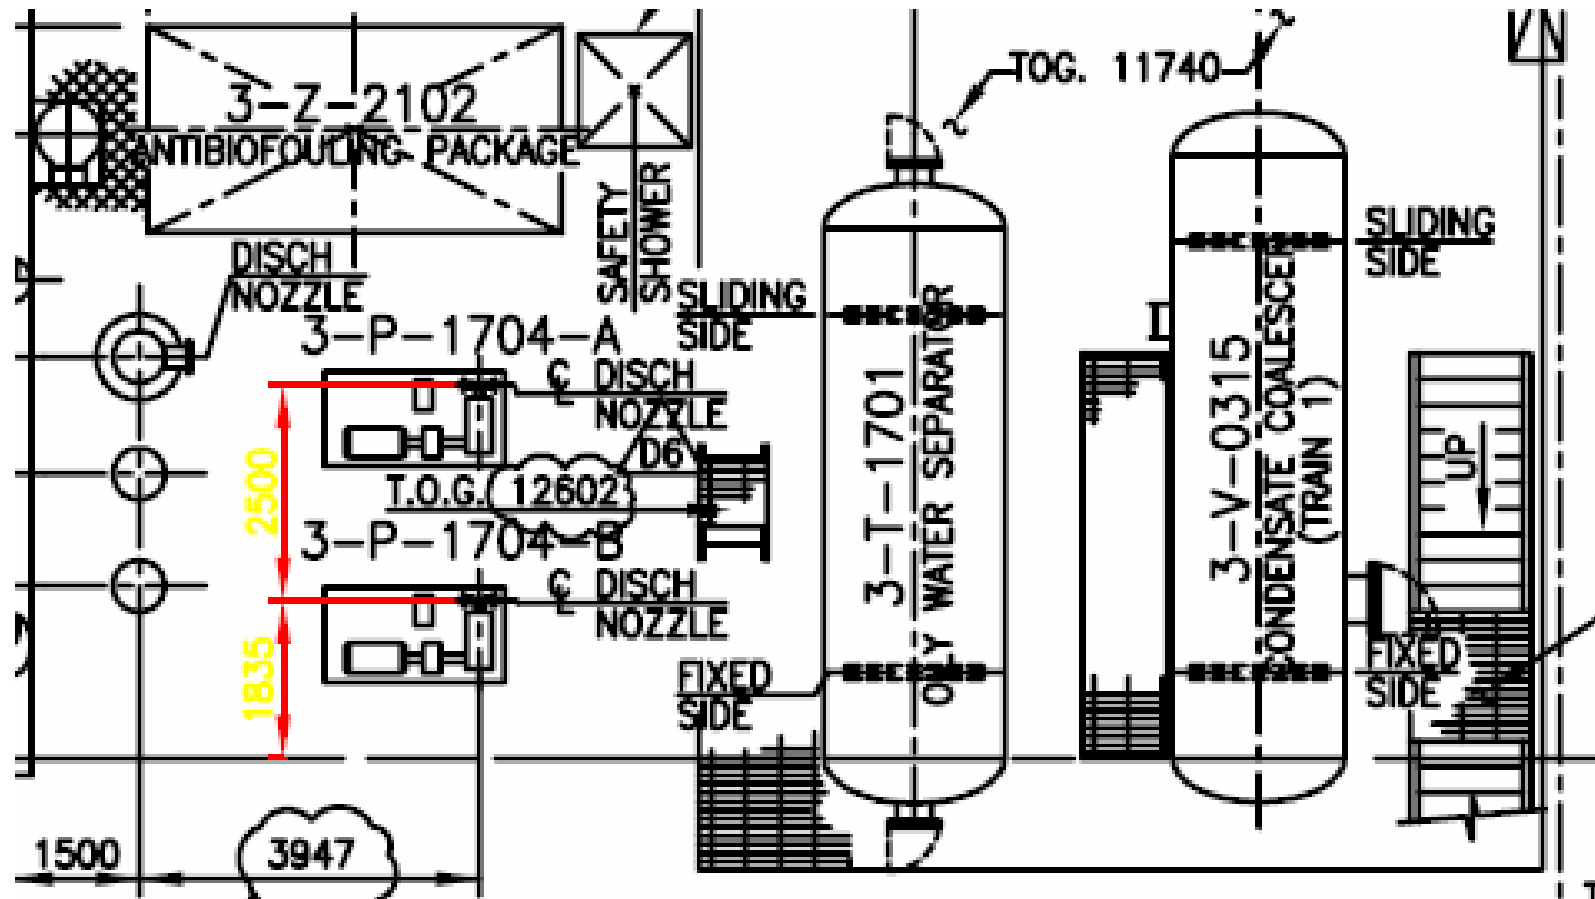 TOG. 11740
3-Z-2102
ANTIBIOFOULING PACKAGE
SAFETY
SHOWER
DISCH
NOZZLE
SLIDING
SIDE
SLIDING
SIDE
3-P-1704-A
℄ DISCH
NOZZLE
D6
T.O.G. 12602
2500
3-P-1704-B
℄ DISCH
NOZZLE
1835
3-T-1701
OILY WATER SEPARATOR
3-V-0315
CONDENSATE COALESCER
(TRAIN 1)
UP
FIXED
SIDE
FIXED
SIDE
1500
3947